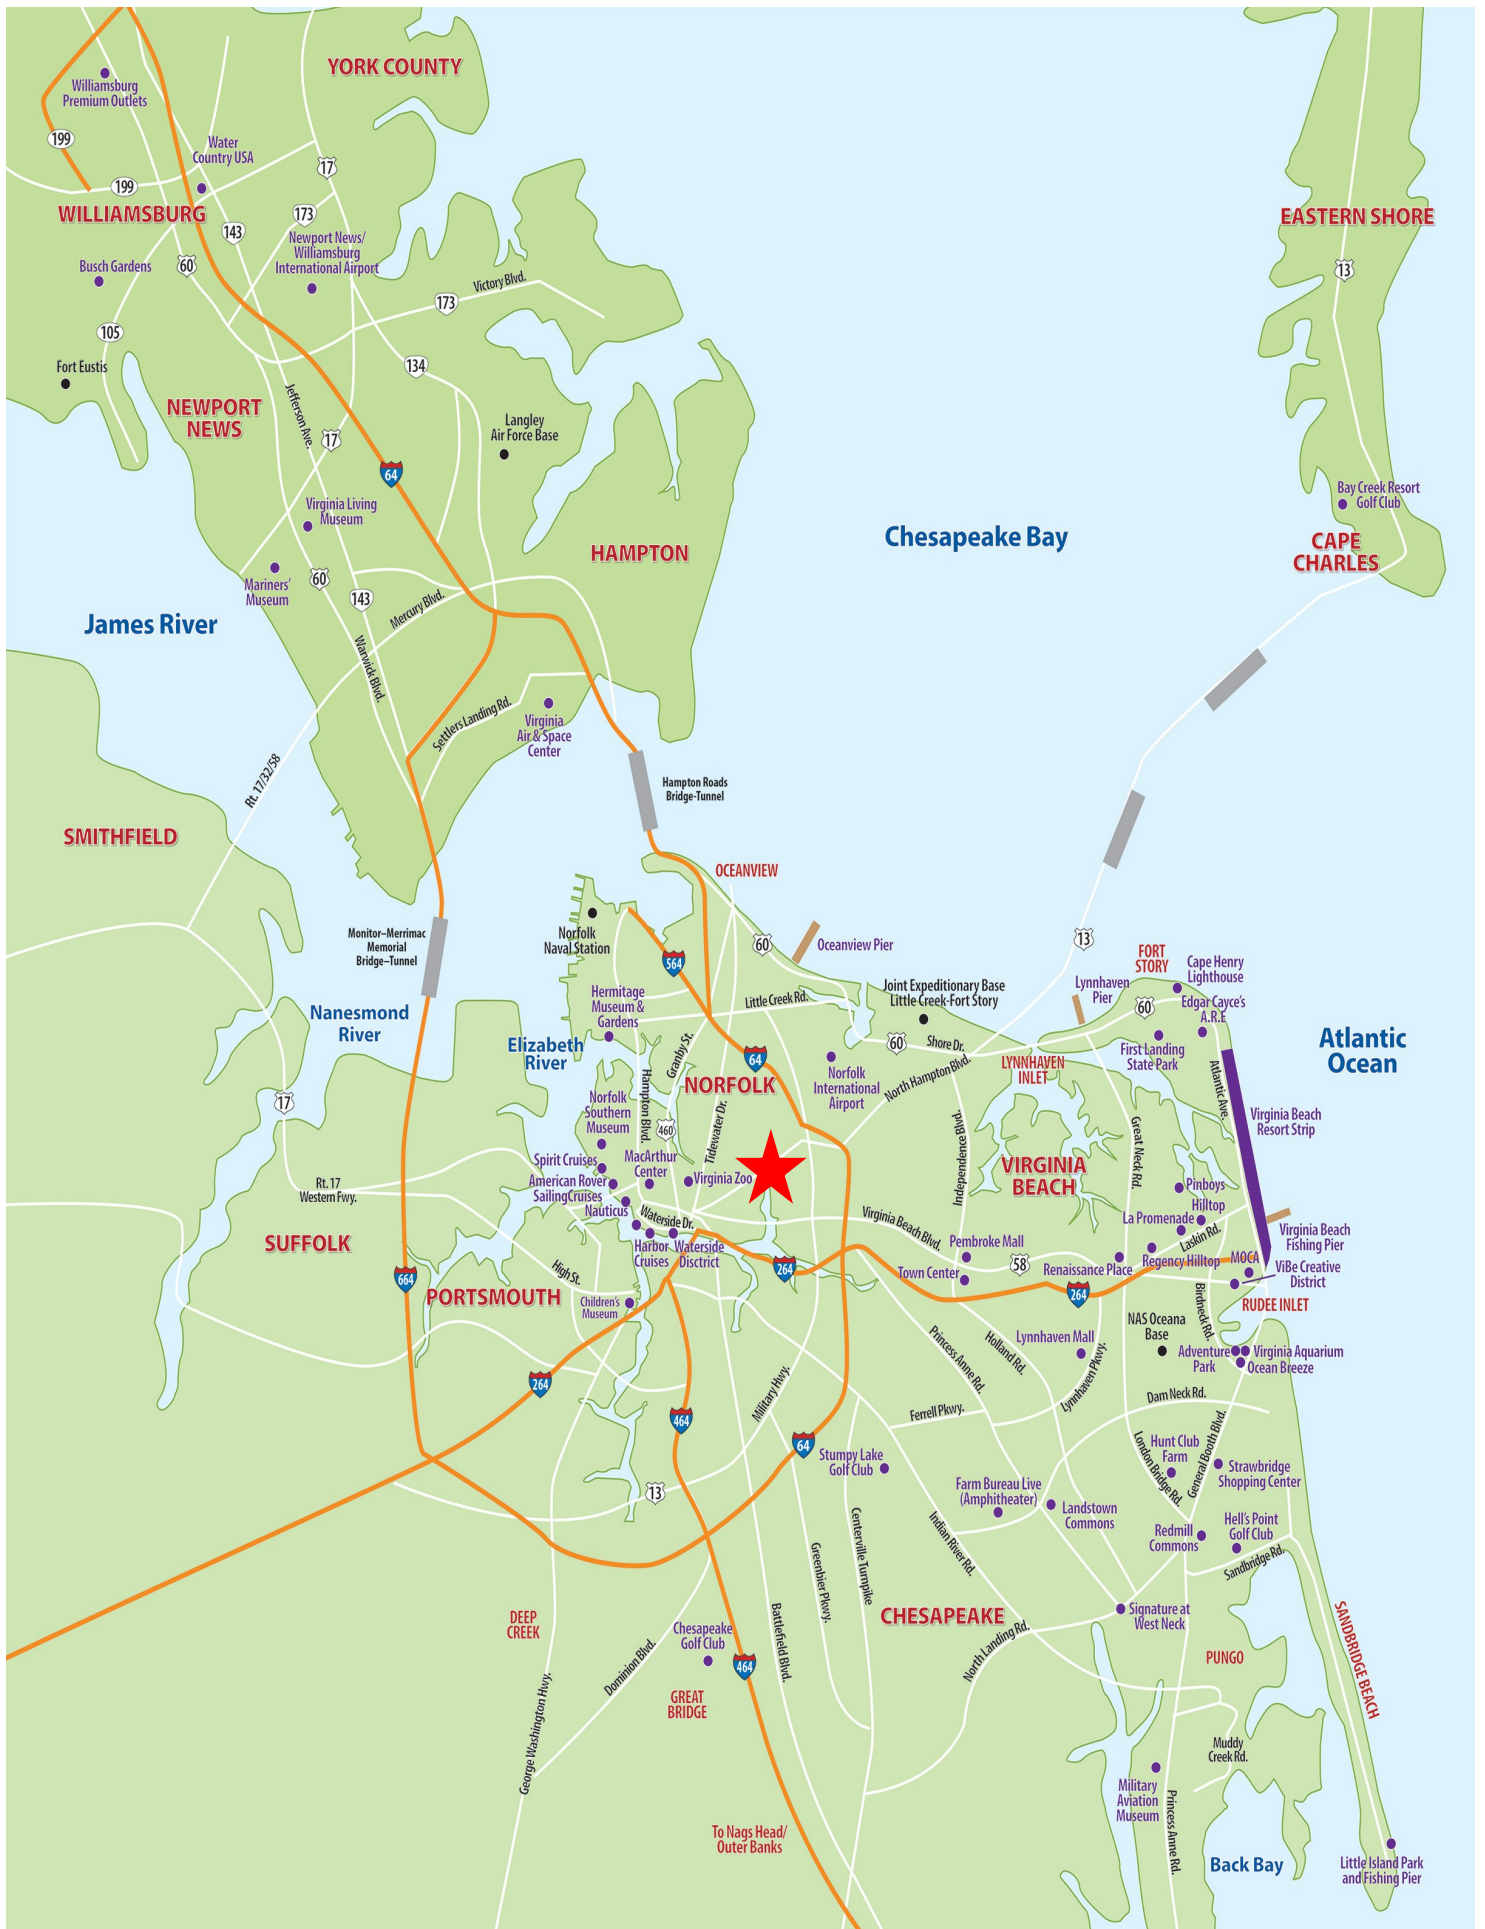 YORK COUNTY
Williamsburg
Premium Outlets
199
Water
Country USA
17
199
WILLIAMSBURG
173
143
EASTERN SHORE
Newport News/
Williamsburg
International Airport
Busch Gardens
60
13
Victory Blvd.
173
105
Fort Eustis
134
Jefferson Ave.
NEWPORT
NEWS
17
Langley
Air Force Base
64
Bay Creek Resort
Golf Club
Virginia Living
Museum
Chesapeake Bay
CAPE
CHARLES
HAMPTON
60
Mariners'
Museum
143
Mercury Blvd.
James River
Warwick Blvd.
Settlers Landing Rd.
Virginia
Air & Space
Center
Rt. 17/32/58
Hampton Roads
Bridge-Tunnel
SMITHFIELD
OCEANVIEW
Monitor–Merrimac
Memorial
Bridge–Tunnel
Norfolk
Naval Station
60
Oceanview Pier
13
FORT
STORY
564
Cape Henry
Lighthouse
Lynnhaven
Pier
Joint Expeditionary Base
Little Creek-Fort Story
Hermitage
Museum &
Gardens
Little Creek Rd.
60
Edgar Cayce's
A.R.E
Nanesmond
River
Elizabeth
River
Granby St.
64
60
Shore Dr.
First Landing
State Park
Atlantic
Ocean
LYNNHAVEN
INLET
North Hampton Blvd.
NORFOLK
Norfolk
International
Airport
Hampton Blvd.
Atlantic Ave.
17
Norfolk
Southern
Museum
460
Tidewater Dr.
Independence Blvd.
Great Neck Rd.
Virginia Beach
Resort Strip
Spirit Cruises
MacArthur
Center
VIRGINIA
BEACH
Rt. 17
Western Fwy.
American Rover
SailingCruises
Virginia Zoo
Pinboys
Nauticus
Waterside Dr.
Hilltop
La Promenade
Virginia Beach Blvd.
Laskin Rd.
Virginia Beach
Fishing Pier
SUFFOLK
Harbor
Cruises
Waterside
Disctrict
Pembroke Mall
58
Renaissance Place
Regency Hilltop
MOCA
ViBe Creative
District
264
Town Center
High St.
664
PORTSMOUTH
Children's
Museum
264
Birdneck Rd.
RUDEE INLET
NAS Oceana
Base
Princess Anne Rd.
Holland Rd.
Lynnhaven Mall
Adventure
Park
Virginia Aquarium
Ocean Breeze
Lynnhaven Pkwy.
264
Military Hwy.
Dam Neck Rd.
464
Ferrell Pkwy.
64
Stumpy Lake
Golf Club
London Bridge Rd.
Hunt Club
Farm
General Booth Blvd.
Strawbridge
Shopping Center
13
Farm Bureau Live
(Amphitheater)
Landstown
Commons
Centerville Turnpike
Indian River Rd.
Redmill
Commons
Hell's Point
Golf Club
Sandbridge Rd.
Greenbier Pkwy.
DEEP
CREEK
CHESAPEAKE
Signature at
West Neck
SANDBRIDGE BEACH
Chesapeake
Golf Club
Battlefield Blvd.
North Landing Rd.
Dominion Blvd.
464
PUNGO
GREAT
BRIDGE
George Washington Hwy.
Muddy
Creek Rd.
Military
Aviation
Museum
Princess Anne Rd.
To Nags Head/
Outer Banks
Back Bay
Little Island Park
and Fishing Pier